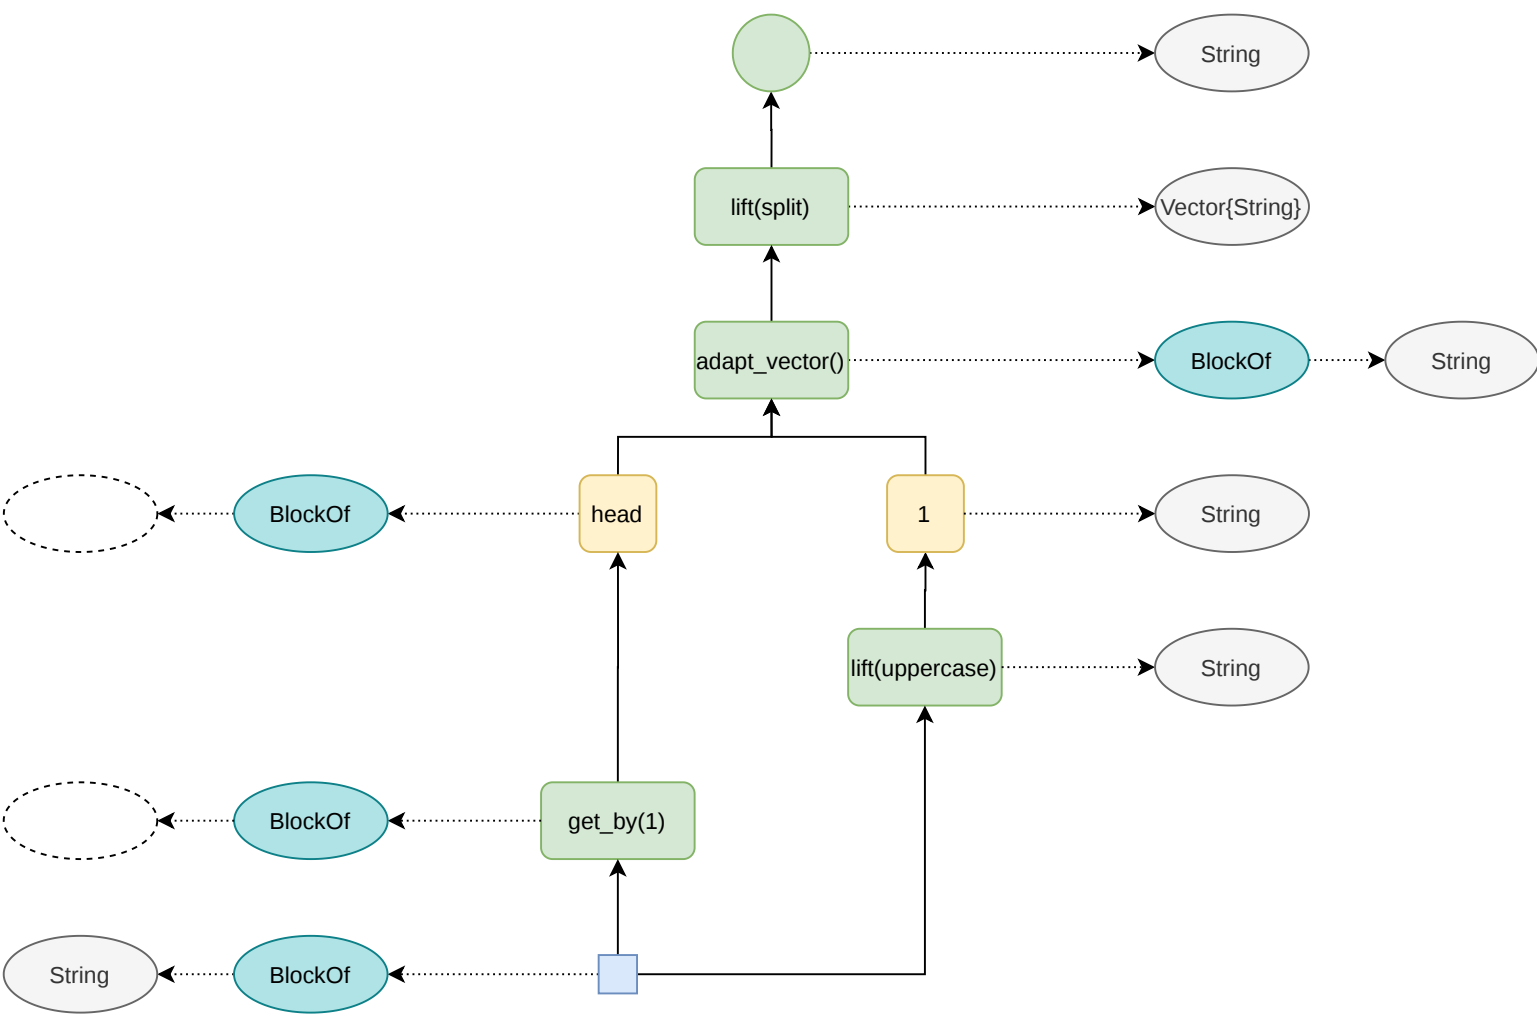 String
lift(split)
Vector{String}
adapt_vector()
BlockOf
String
BlockOf
head
1
String
lift(uppercase)
String
BlockOf
get_by(1)
String
BlockOf